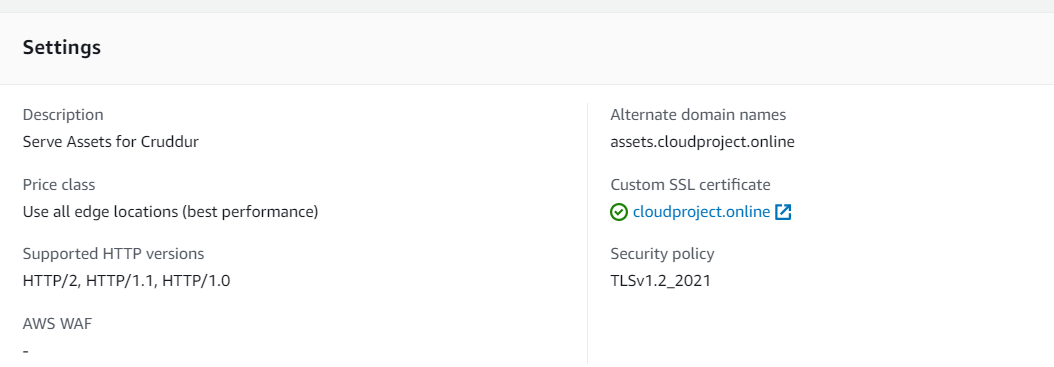 Settings
Description
Serve Assets for Cruddur
Price class
Use all edge locations (best performance)
Supported HTTP versions
HTTP/2, HTTP/1.1, HTTP/1.0
AWS WAF
-
Alternate domain names
assets.cloudproject.online
Custom SSL certificate
cloudproject.online
Security policy
TLSv1.2_2021